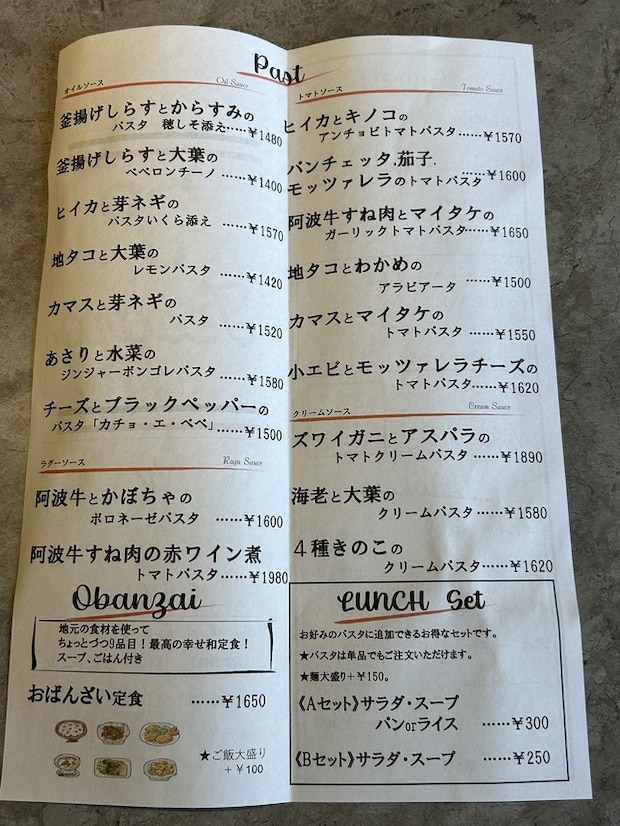 Past
オイルソース Oil Sauce
釜揚げしらすとからすみの
パスタ 穂しそ添え……￥1480
釜揚げしらすと大葉の
ペペロンチーノ ……￥1400
ヒイカと芽ネギの
パスタいくら添え ……￥1570
地タコと大葉の
レモンパスタ ……￥1420
カマスと芽ネギの
パスタ ……￥1520
あさりと水菜の
ジンジャーボンゴレパスタ ……￥1580
チーズとブラックペッパーの
パスタ「カチョ・エ・ペペ」……￥1500
ラグーソース Ragu Sauce
阿波牛とかぼちゃの
ボロネーゼパスタ ……￥1600
阿波牛すね肉の赤ワイン煮
トマトパスタ ……￥1980
トマトソース Tomato Sauce
ヒイカとキノコの
アンチョビトマトパスタ……￥1570
パンチェッタ.茄子.
モッツァレラのトマトパスタ ……￥1600
阿波牛すね肉とマイタケの
ガーリックトマトパスタ……￥1650
地タコとわかめの
アラビアータ ……￥1500
カマスとマイタケの
トマトパスタ ……￥1550
小エビとモッツァレラチーズの
トマトパスタ……￥1620
クリームソース Cream Sauce
ズワイガニとアスパラの
トマトクリームパスタ ……￥1890
海老と大葉の
クリームパスタ ……￥1580
４種きのこの
クリームパスタ ……￥1620
Obanzai
地元の食材を使って
ちょっとづつ9品目！最高の幸せ和定食！
スープ、ごはん付き
おばんざい定食 ……￥1650
★ご飯大盛り
＋￥100
LUNCH Set
お好みのパスタに追加できるお得なセットです。
★パスタは単品でもご注文いただけます。
★麺大盛り＋￥150。
《Aセット》サラダ・スープ
パンorライス ……￥300
《Bセット》サラダ・スープ ……￥250